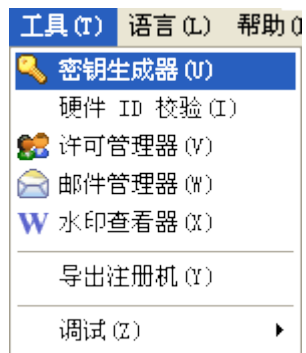 工具(T) 语言(L) 帮助(
密钥生成器(U)
硬件 ID 校验(I)
许可管理器(V)
邮件管理器(W)
W 水印查看器(X)
导出注册机(Y)
调试(Z)